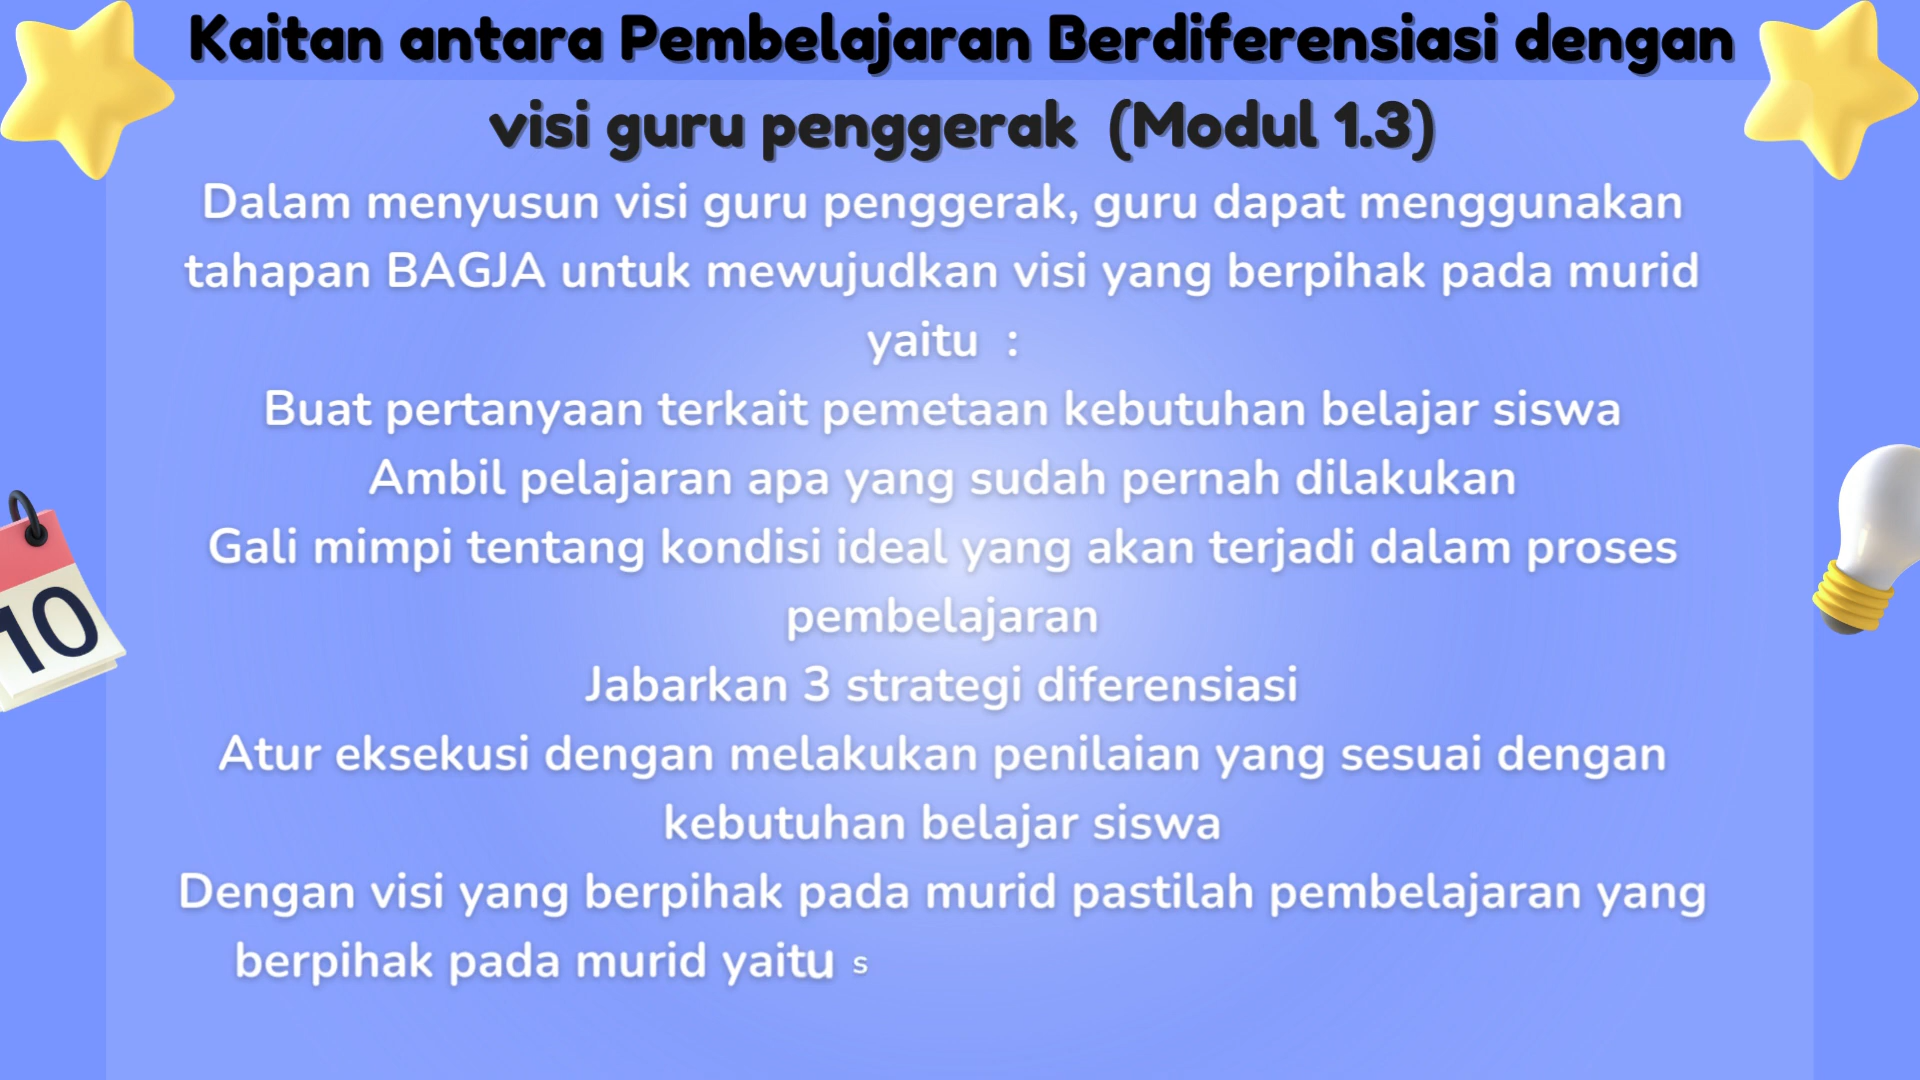 Kaitan antara Pembelajaran Berdiferensiasi dengan
visi guru penggerak (Modul 1.3)
Dalam menyusun visi guru penggerak, guru dapat menggunakan
tahapan BAGJA untuk mewujudkan visi yang berpihak pada murid
yaitu :
Buat pertanyaan terkait pemetaan kebutuhan belajar siswa
Ambil pelajaran apa yang sudah pernah dilakukan
Gali mimpi tentang kondisi ideal yang akan terjadi dalam proses
pembelajaran
Jabarkan 3 strategi diferensiasi
Atur eksekusi dengan melakukan penilaian yang sesuai dengan
kebutuhan belajar siswa
Dengan visi yang berpihak pada murid pastilah pembelajaran yang
berpihak pada murid yaitu s
10